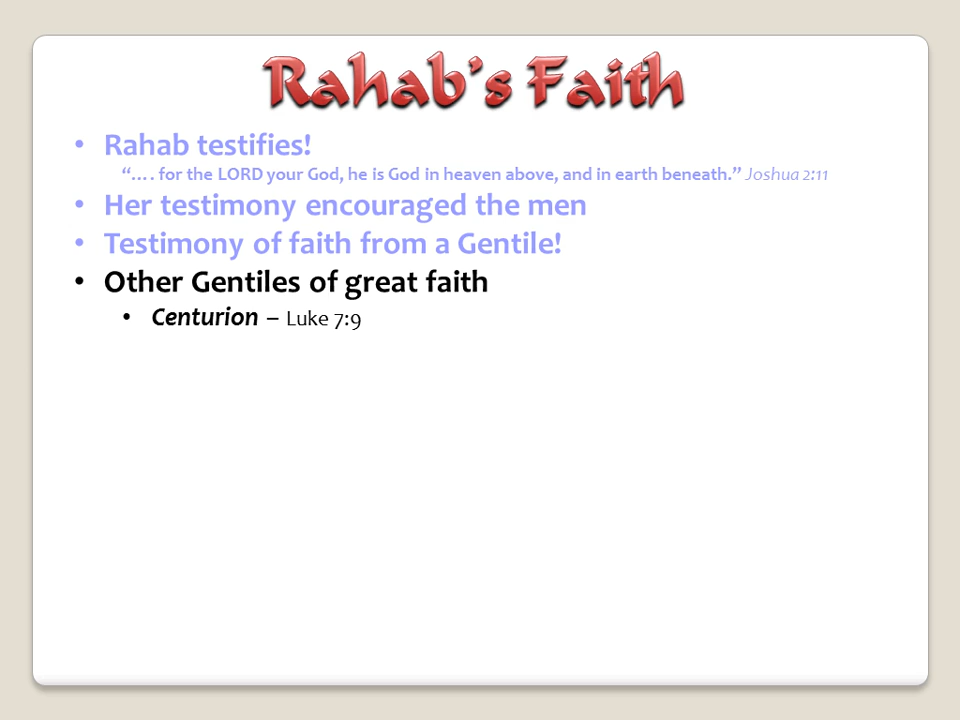 Rahab's Faith
• Rahab testifies!
“…. for the LORD your God, he is God in heaven above, and in earth beneath.” Joshua 2:11
• Her testimony encouraged the men
• Testimony of faith from a Gentile!
• Other Gentiles of great faith
• Centurion – Luke 7:9